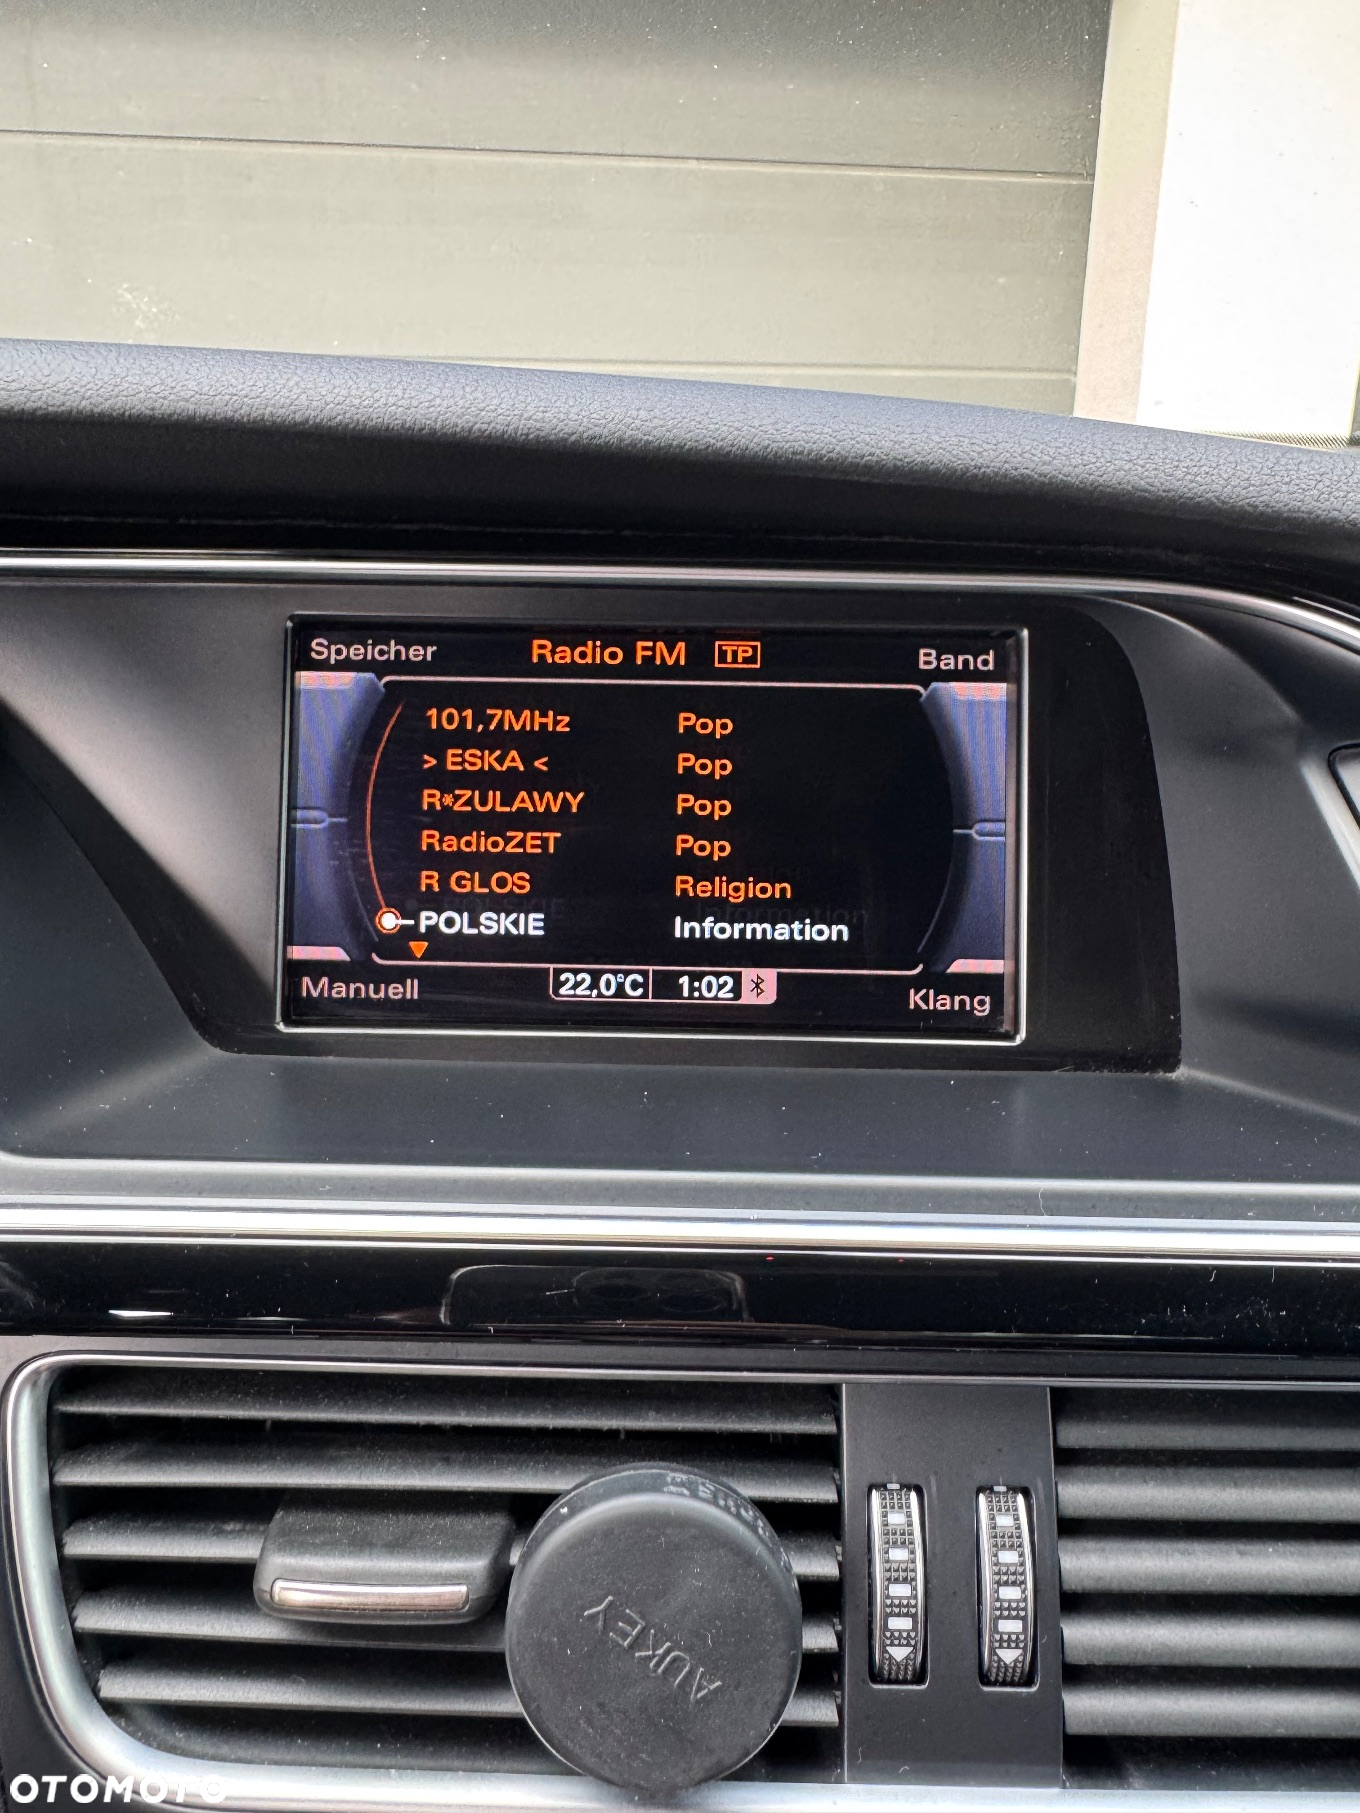 Speicher Radio FM TP Band
101,7MHz Pop
> ESKA < Pop
R*ZULAWY Pop
RadioZET Pop
R GLOS Religion
POLSKIE Information
Manuell 22,0°C 1:02 Klang
AUKEY
OTOMOTO